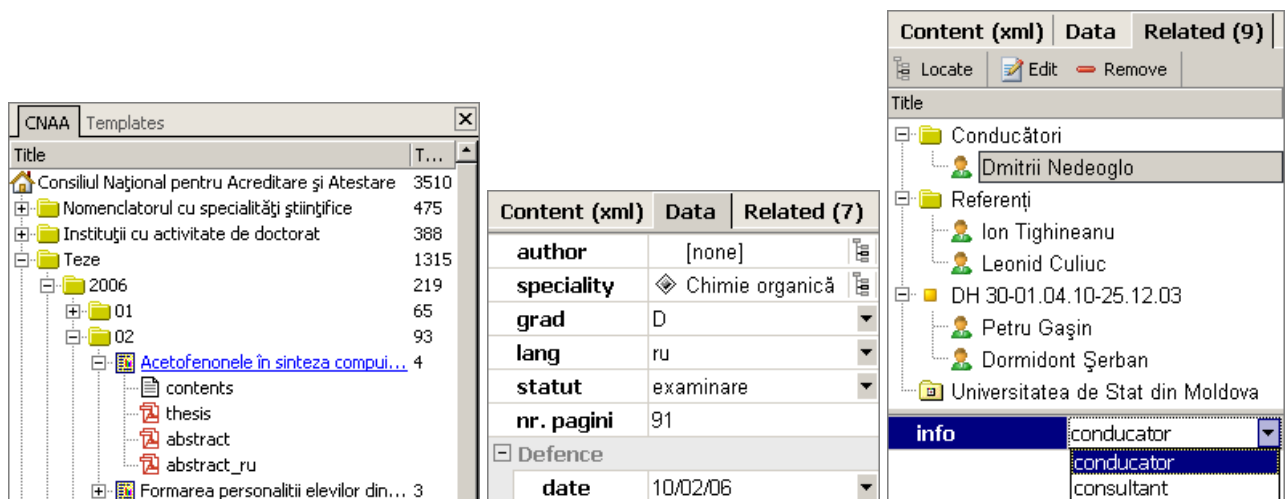 CNAA Templates
Title T...
Consiliul Naţional pentru Acreditare şi Atestare 3510
Nomenclatorul cu specialităţi ştiinţifice 475
Instituţii cu activitate de doctorat 388
Teze 1315
2006 219
01 65
02 93
Acetofenonele în sinteza compui... 4
contents
thesis
abstract
abstract_ru
Formarea personalitii elevilor din... 3
Content (xml) Data Related (7)
author [none]
speciality Chimie organică
grad D
lang ru
statut examinare
nr. pagini 91
Defence
date 10/02/06
Content (xml) Data Related (9)
Locate Edit Remove
Title
Conducători
Dmitrii Nedeoglo
Referenţi
Ion Tighineanu
Leonid Culiuc
DH 30-01.04.10-25.12.03
Petru Gaşin
Dormidont Şerban
Universitatea de Stat din Moldova
info conducator
conducator
consultant